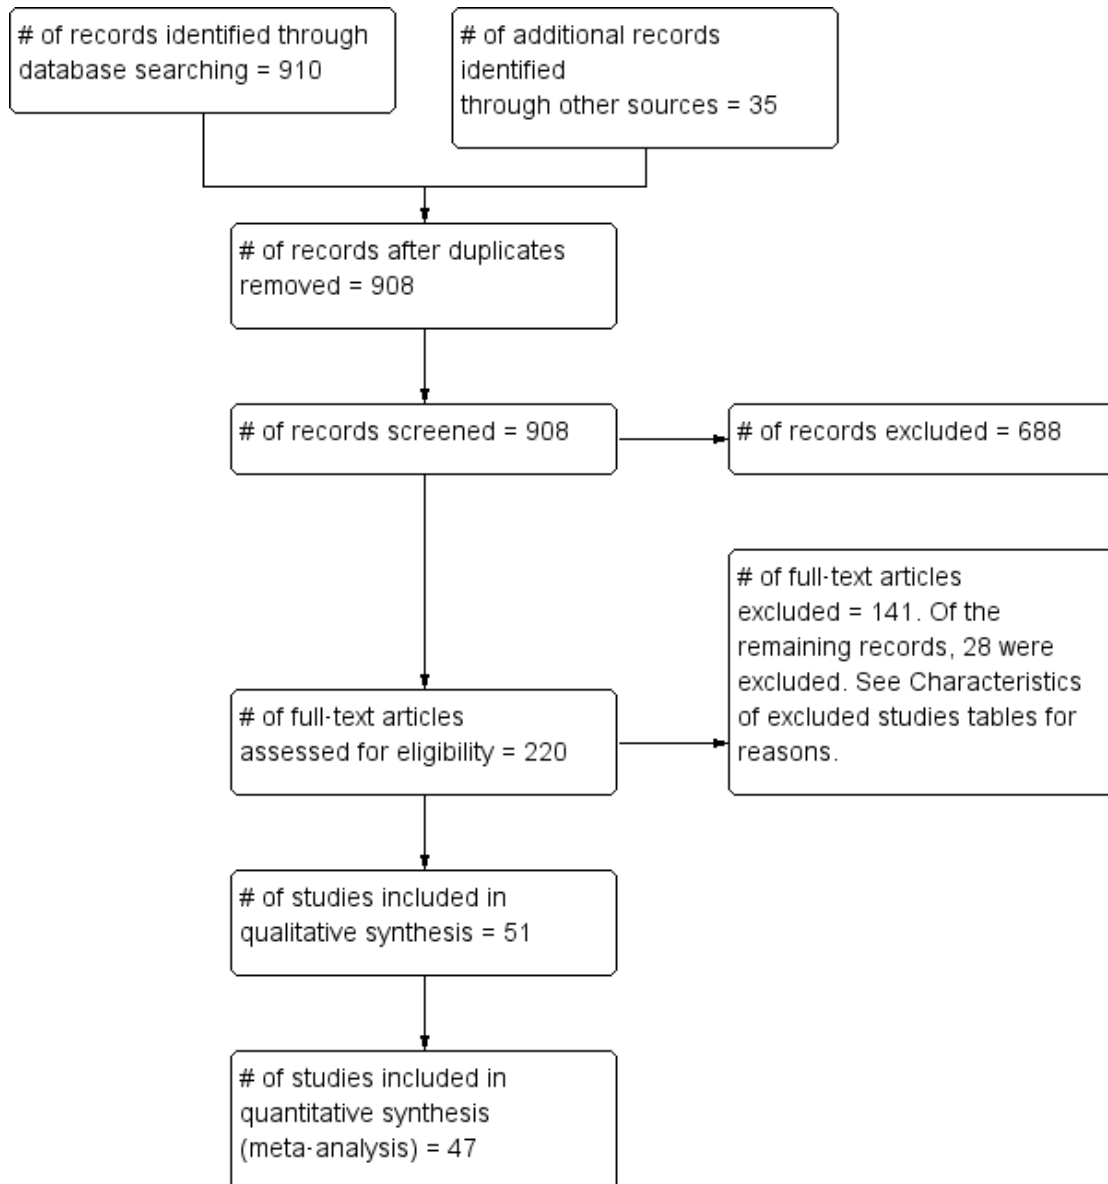 # of records identified through
database searching = 910
# of additional records
identified
through other sources = 35
# of records after duplicates
removed = 908
# of records screened = 908
# of records excluded = 688
# of full-text articles
excluded = 141. Of the
remaining records, 28 were
excluded. See Characteristics
of excluded studies tables for
reasons.
# of full-text articles
assessed for eligibility = 220
# of studies included in
qualitative synthesis = 51
# of studies included in
quantitative synthesis
(meta-analysis) = 47